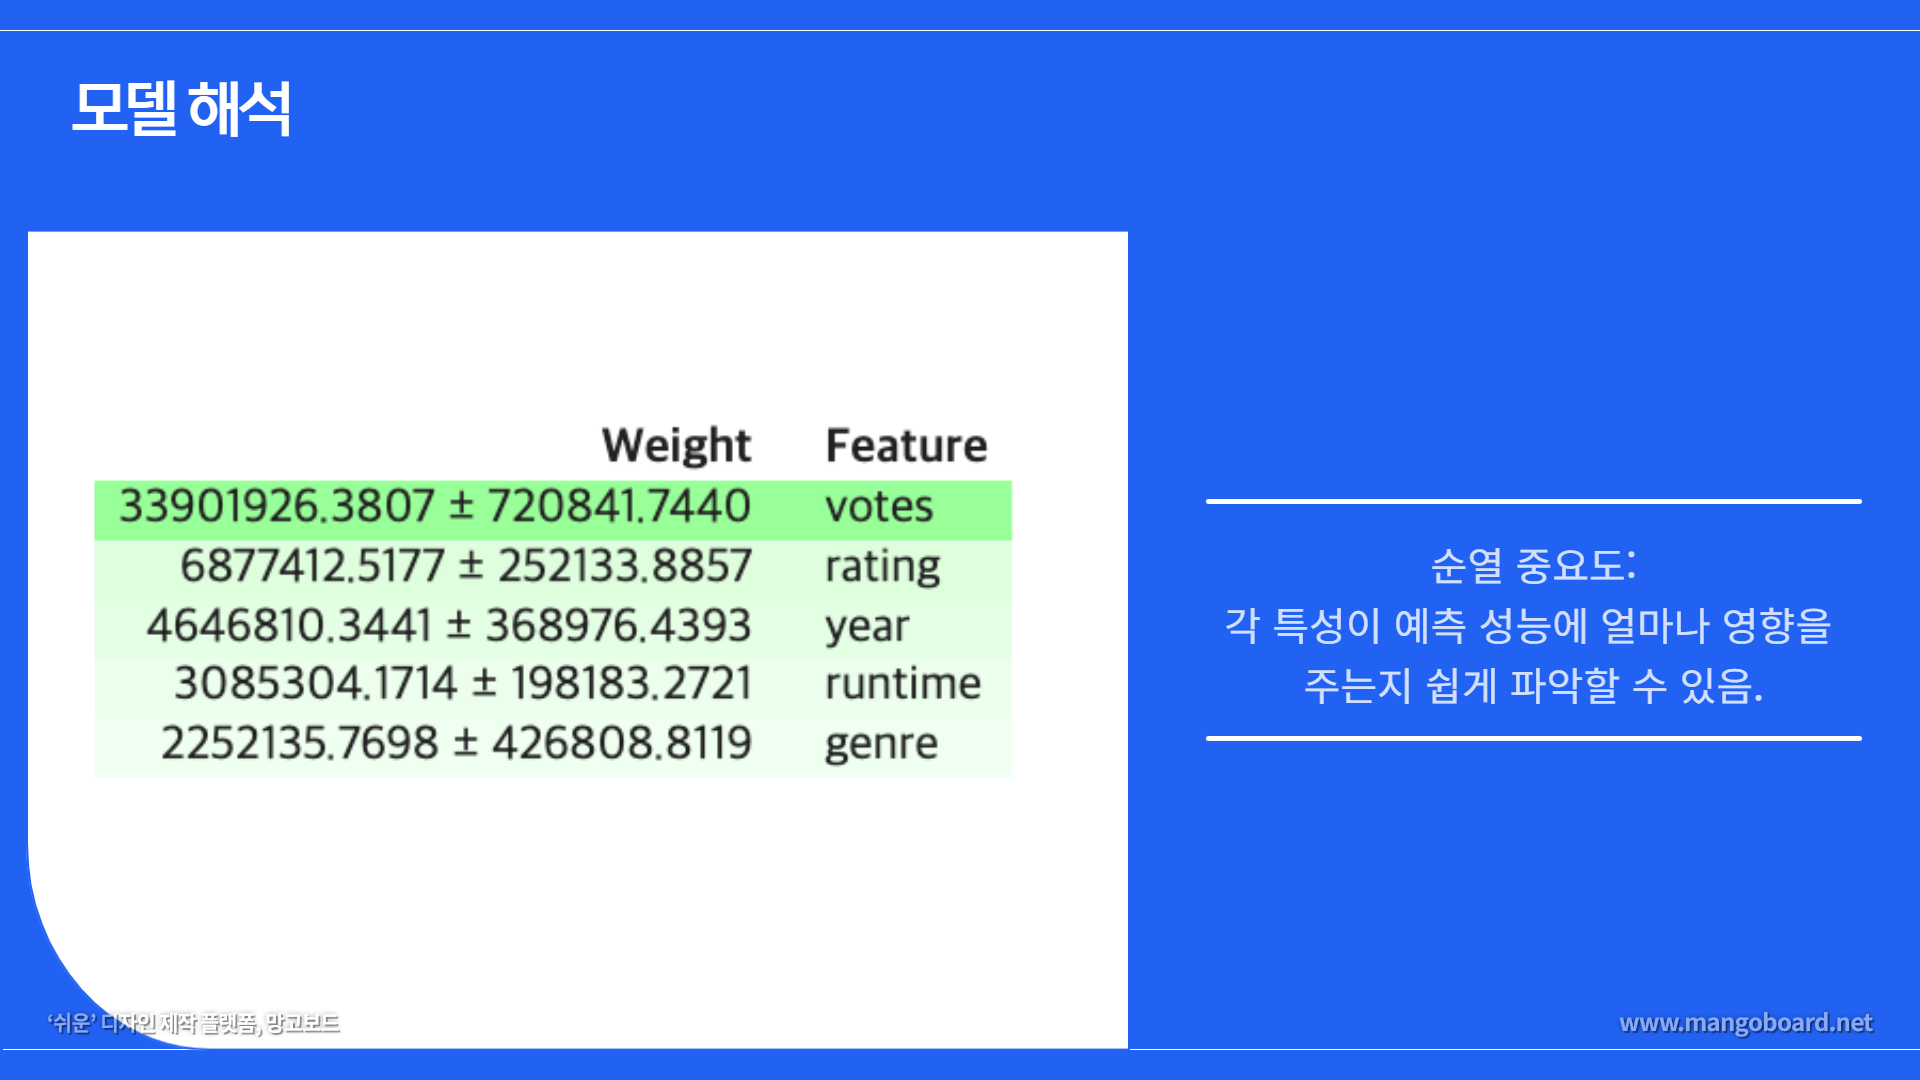 모델 해석
Weight Feature
33901926.3807 ± 720841.7440 votes
6877412.5177 ± 252133.8857 rating
4646810.3441 ± 368976.4393 year
3085304.1714 ± 198183.2721 runtime
2252135.7698 ± 426808.8119 genre
순열 중요도:
각 특성이 예측 성능에 얼마나 영향을
주는지 쉽게 파악할 수 있음.
‘쉬운’ 디자인 제작 플랫폼, 망고보드
www.mangoboard.net